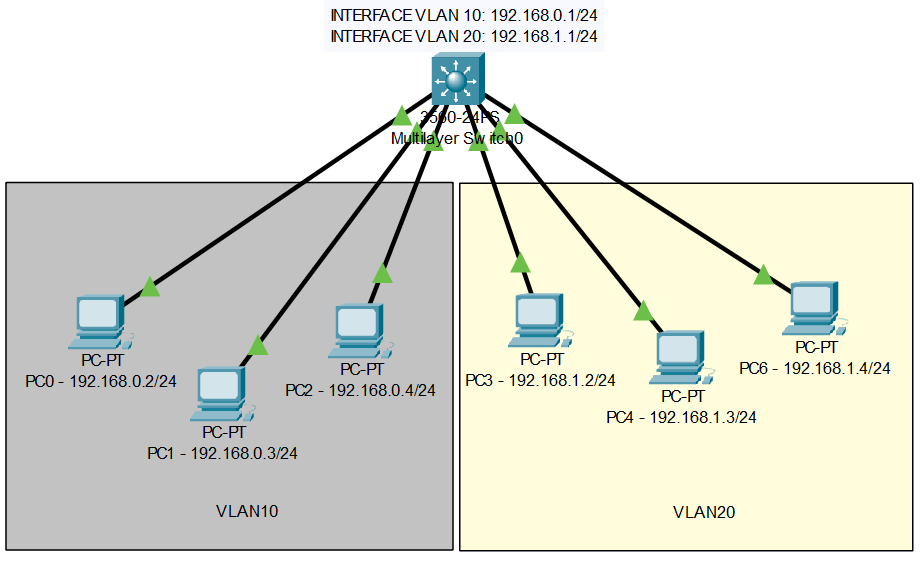 INTERFACE VLAN 10: 192.168.0.1/24
INTERFACE VLAN 20: 192.168.1.1/24
3560-24PS
Multilayer Switch0
PC-PT
PC0 - 192.168.0.2/24
PC-PT
PC1 - 192.168.0.3/24
PC-PT
PC2 - 192.168.0.4/24
VLAN10
PC-PT
PC3 - 192.168.1.2/24
PC-PT
PC4 - 192.168.1.3/24
PC-PT
PC6 - 192.168.1.4/24
VLAN20